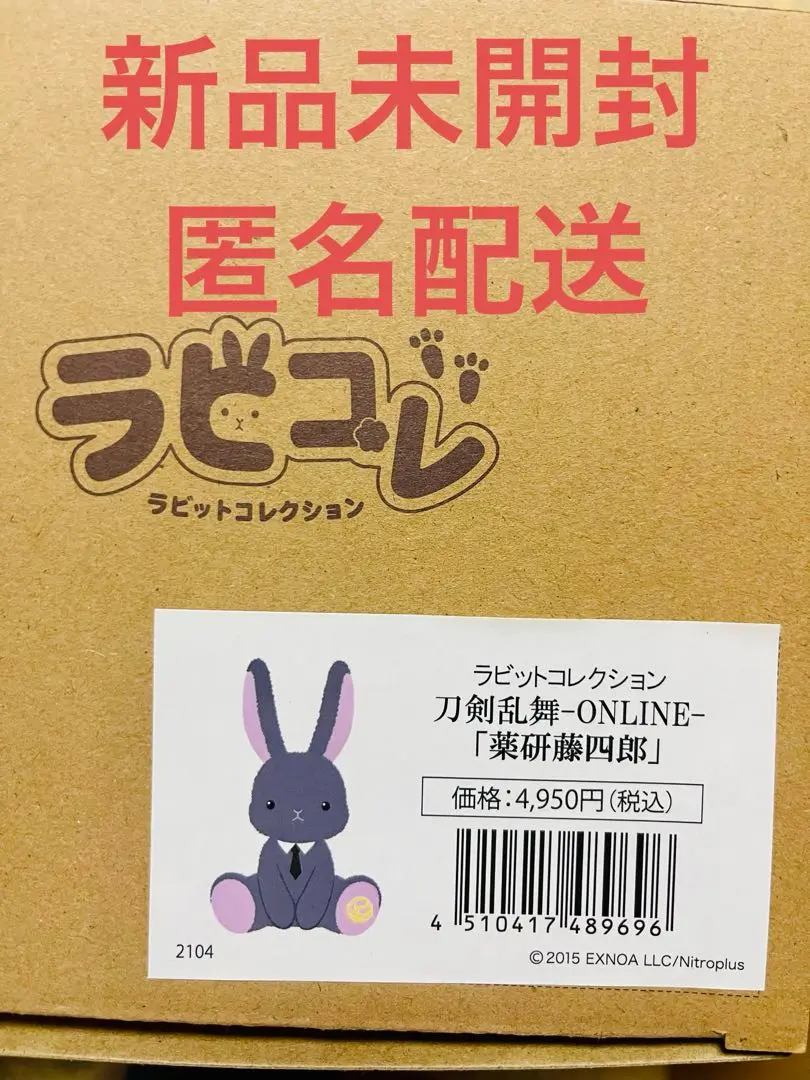 新品未開封
匿名配送
ラビコレ
ラビットコレクション
ラビットコレクション
刀剣乱舞-ONLINE-
「薬研藤四郎」
価格:4,950円(税込)
4 510417 489696
2104
©2015 EXNOA LLC/Nitroplus